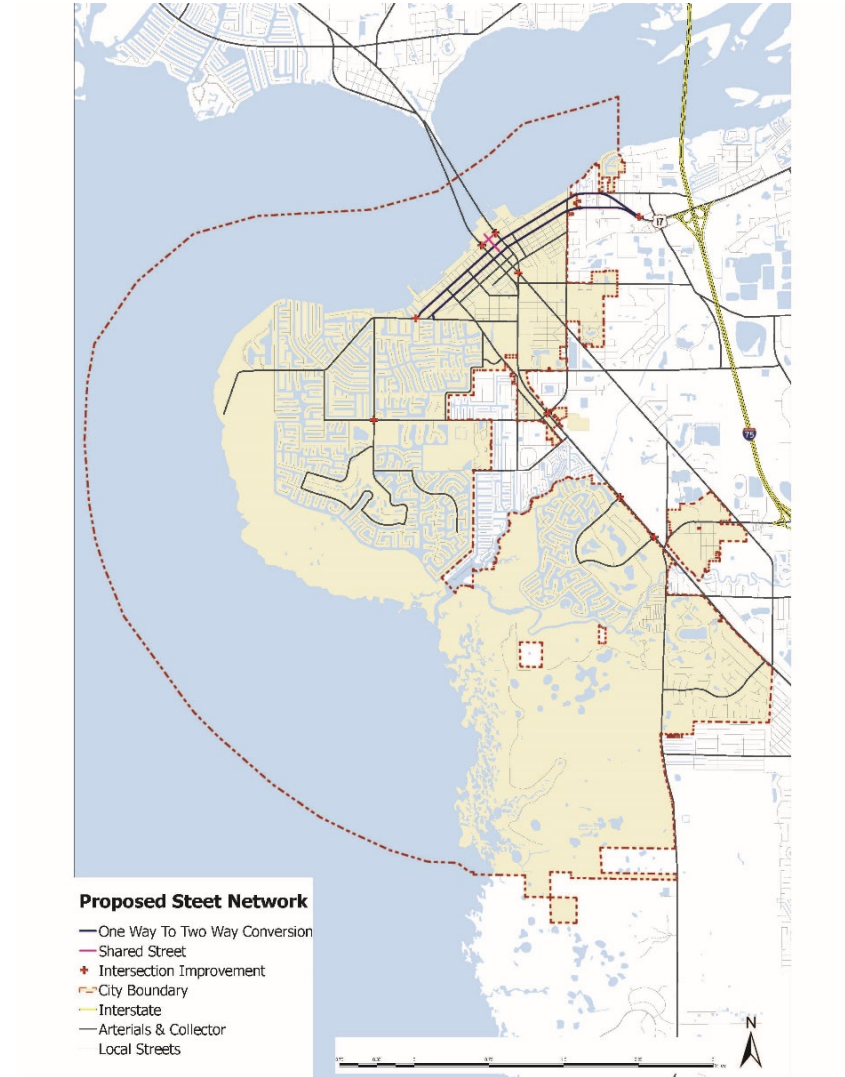 17
75
Proposed Steet Network
One Way To Two Way Conversion
Shared Street
Intersection Improvement
City Boundary
Interstate
Arterials & Collector
Local Streets
N